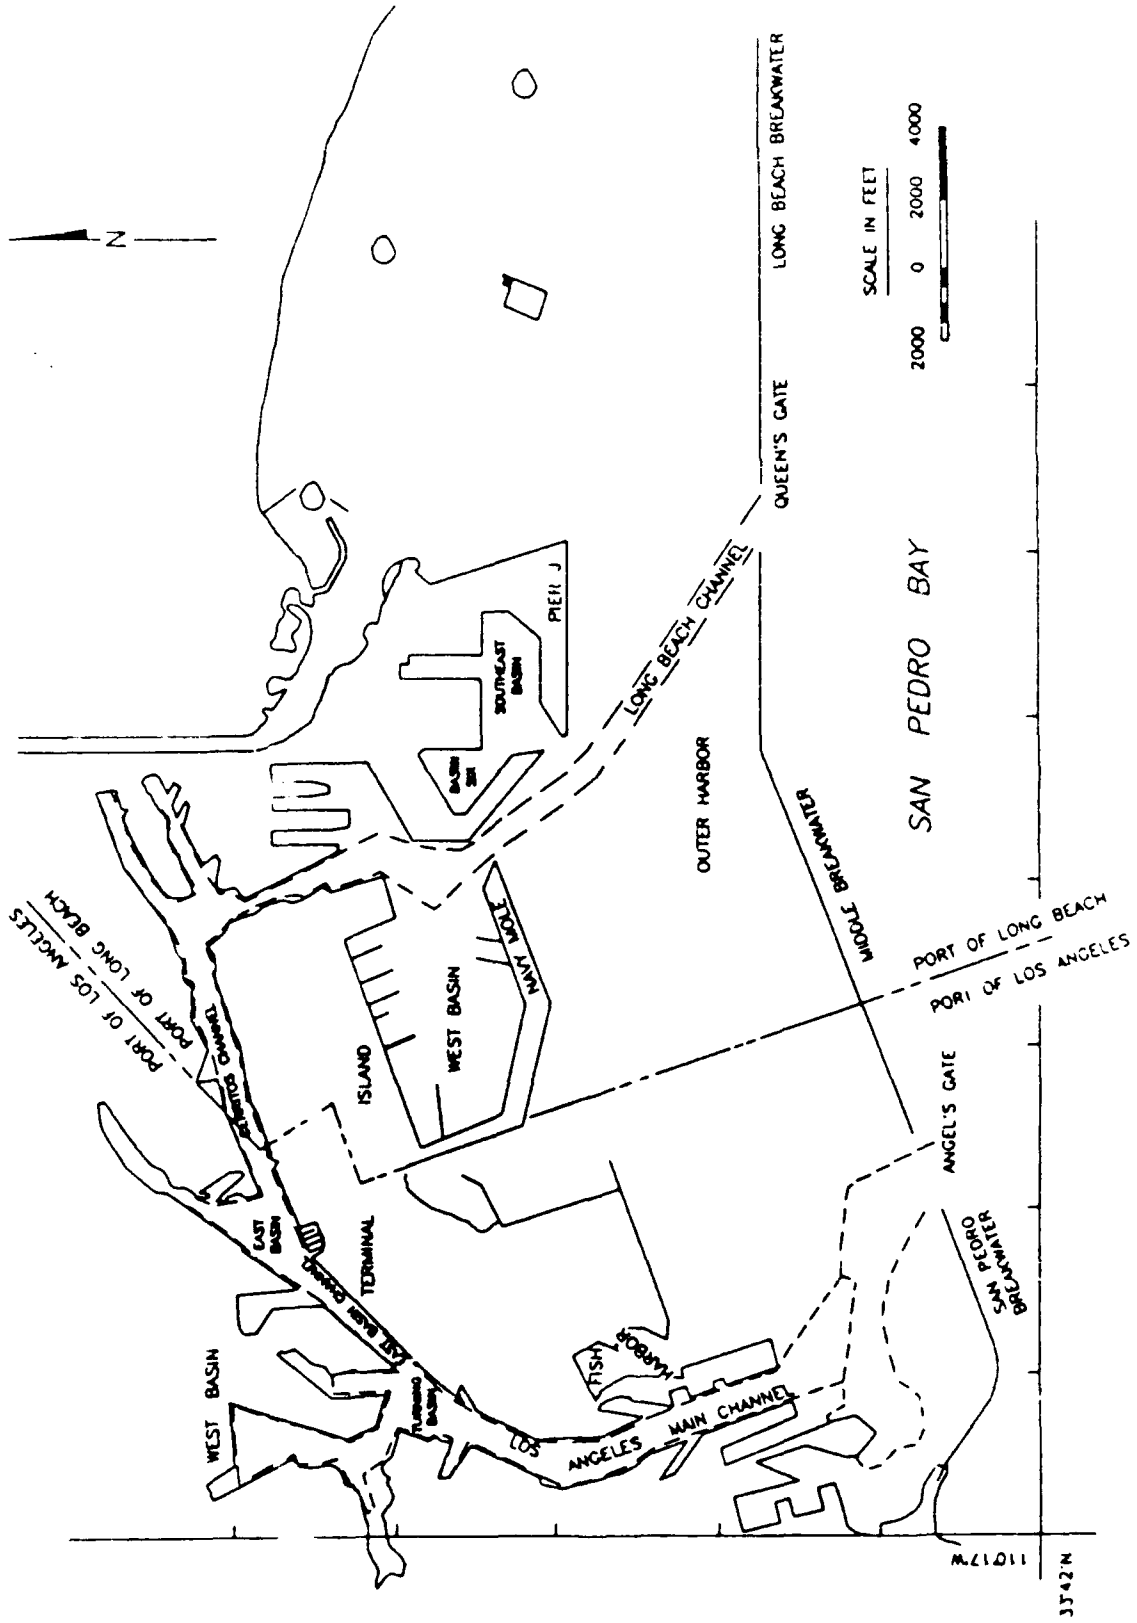 N
PORT OF LOS ANGELES
PORT OF LONG BEACH
CERRITOS CHANNEL
WEST BASIN
EAST BASIN
EAST BASIN CHANNEL
TURNING BASIN
TERMINAL
ISLAND
WEST BASIN
NAVY MOLE
BASIN
SOUTHEAST BASIN
PIER J
LONG BEACH CHANNEL
FISH HARBOR
LOS
ANGELES
MAIN CHANNEL
OUTER HARBOR
QUEEN'S GATE
LONG BEACH BREAKWATER
MIDDLE BREAKWATER
ANGEL'S GATE
SAN PEDRO
BREAKWATER
PORT OF LONG BEACH
PORT OF LOS ANGELES
SAN PEDRO BAY
SCALE IN FEET
2000 0 2000 4000
33°42'N